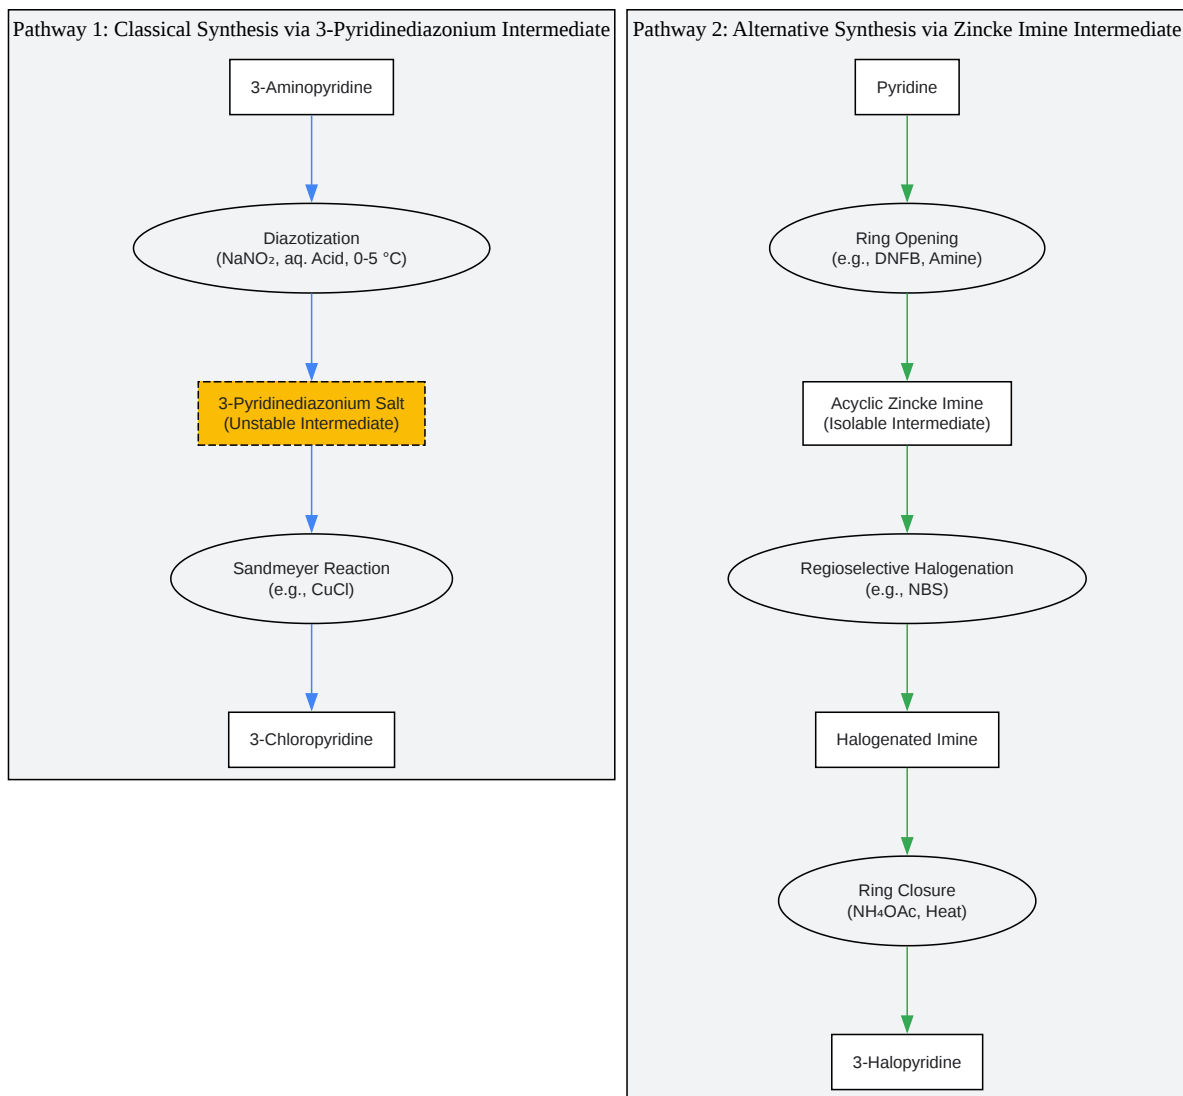 Pathway 1: Classical Synthesis via 3-Pyridinediazonium Intermediate
3-Aminopyridine
Diazotization
(NaNO₂, aq. Acid, 0-5 °C)
3-Pyridinediazonium Salt
(Unstable Intermediate)
Sandmeyer Reaction
(e.g., CuCl)
3-Chloropyridine
Pathway 2: Alternative Synthesis via Zincke Imine Intermediate
Pyridine
Ring Opening
(e.g., DNFB, Amine)
Acyclic Zincke Imine
(Isolable Intermediate)
Regioselective Halogenation
(e.g., NBS)
Halogenated Imine
Ring Closure
(NH₄OAc, Heat)
3-Halopyridine